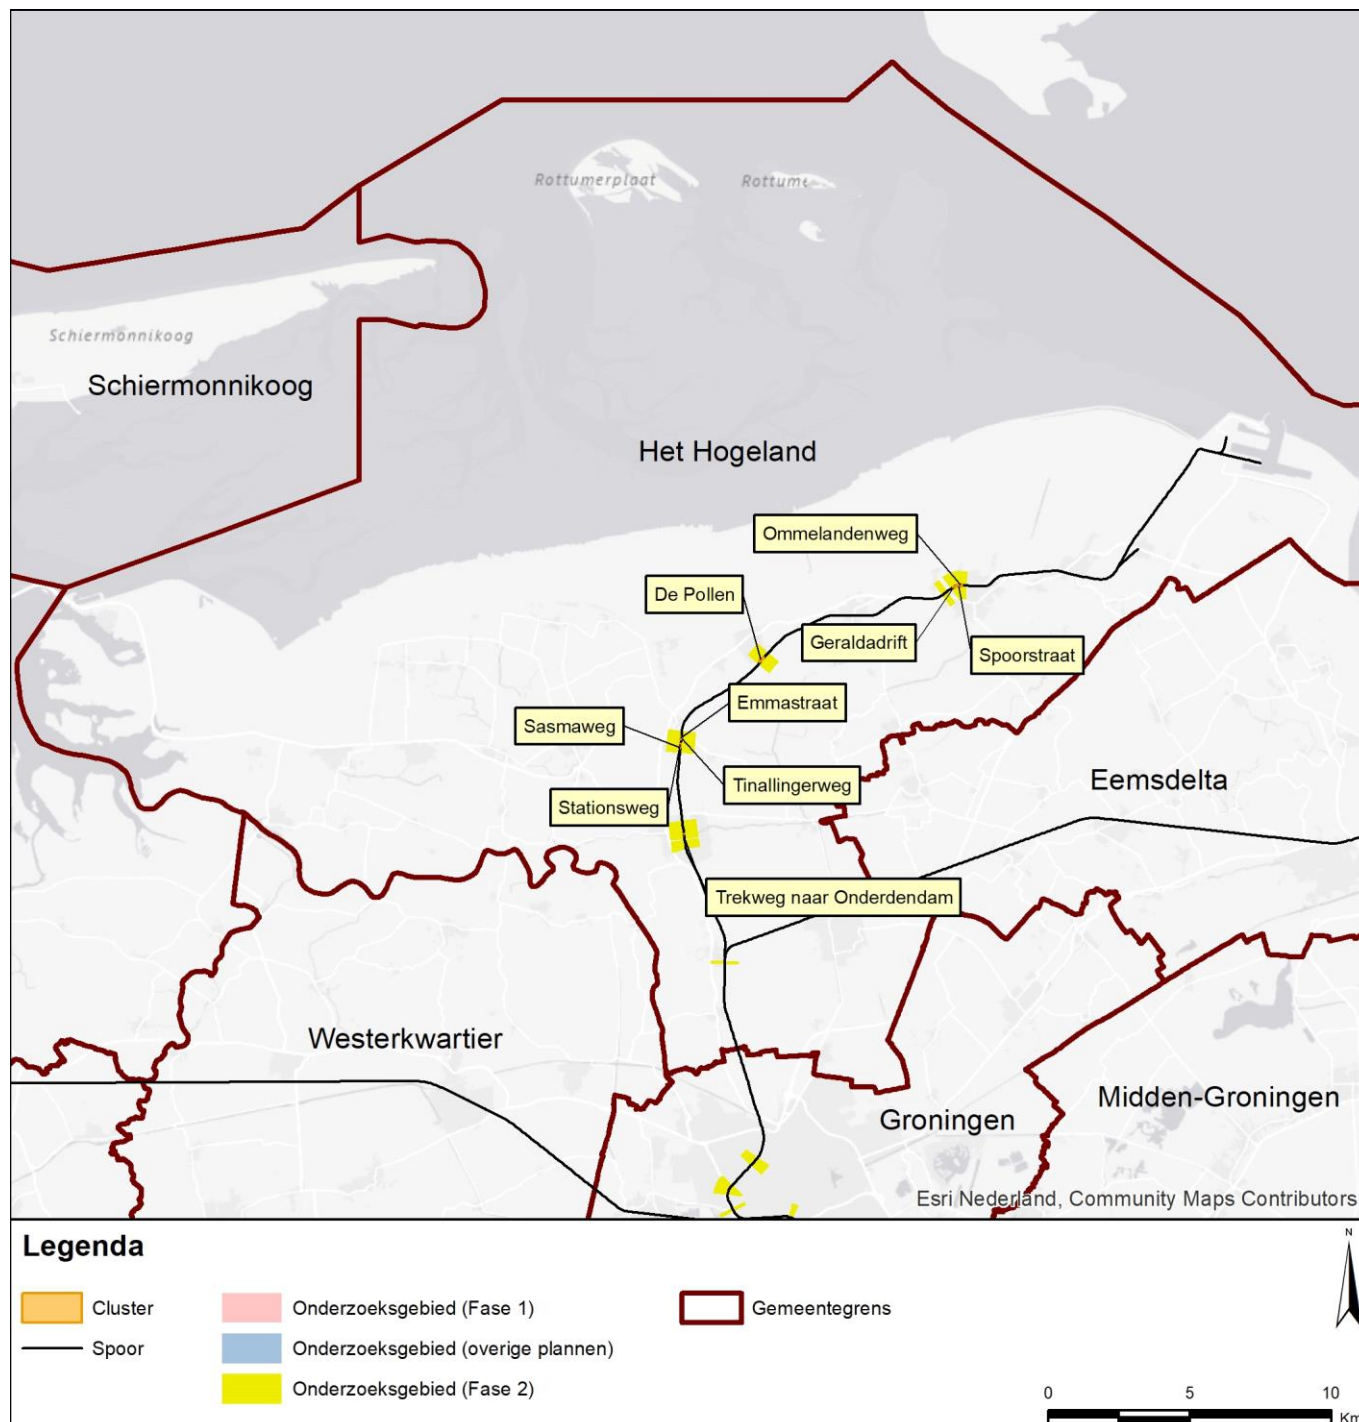 Rottumerplaat
Rottume
Schiermonnikoog
Schiermonnikoog
Het Hogeland
Ommelandenweg
De Pollen
Geraldadrift
Spoorstraat
Emmastraat
Sasmaweg
Tinallingerweg
Stationsweg
Eemsdelta
Trekweg naar Onderdendam
Westerkwartier
Midden-Groningen
Groningen
Esri Nederland, Community Maps Contributors
Legenda
N
Cluster
Onderzoeksgebied (Fase 1)
Gemeentegrens
Spoor
Onderzoeksgebied (overige plannen)
Onderzoeksgebied (Fase 2)
0 5 10
Km